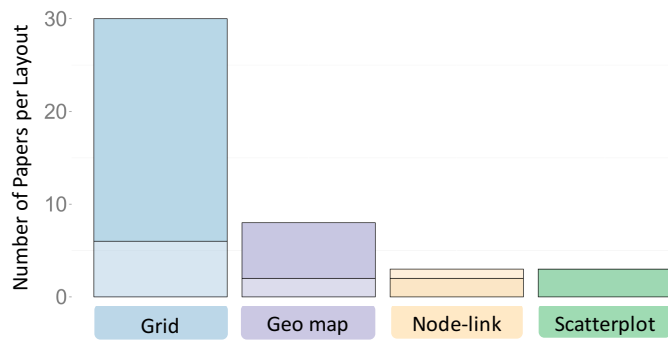 Number of Papers per Layout
30
20
10
0
Grid
Geo map
Node-link
Scatterplot